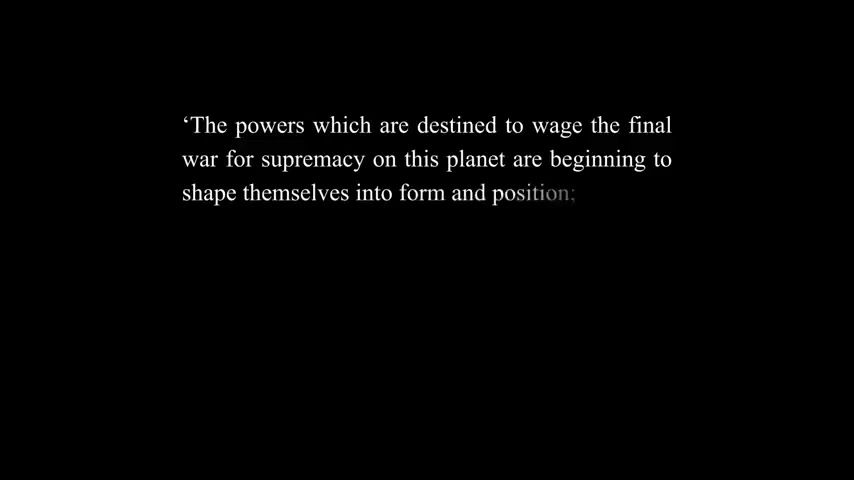 ‘The powers which are destined to wage the final
war for supremacy on this planet are beginning to
shape themselves into form and position;